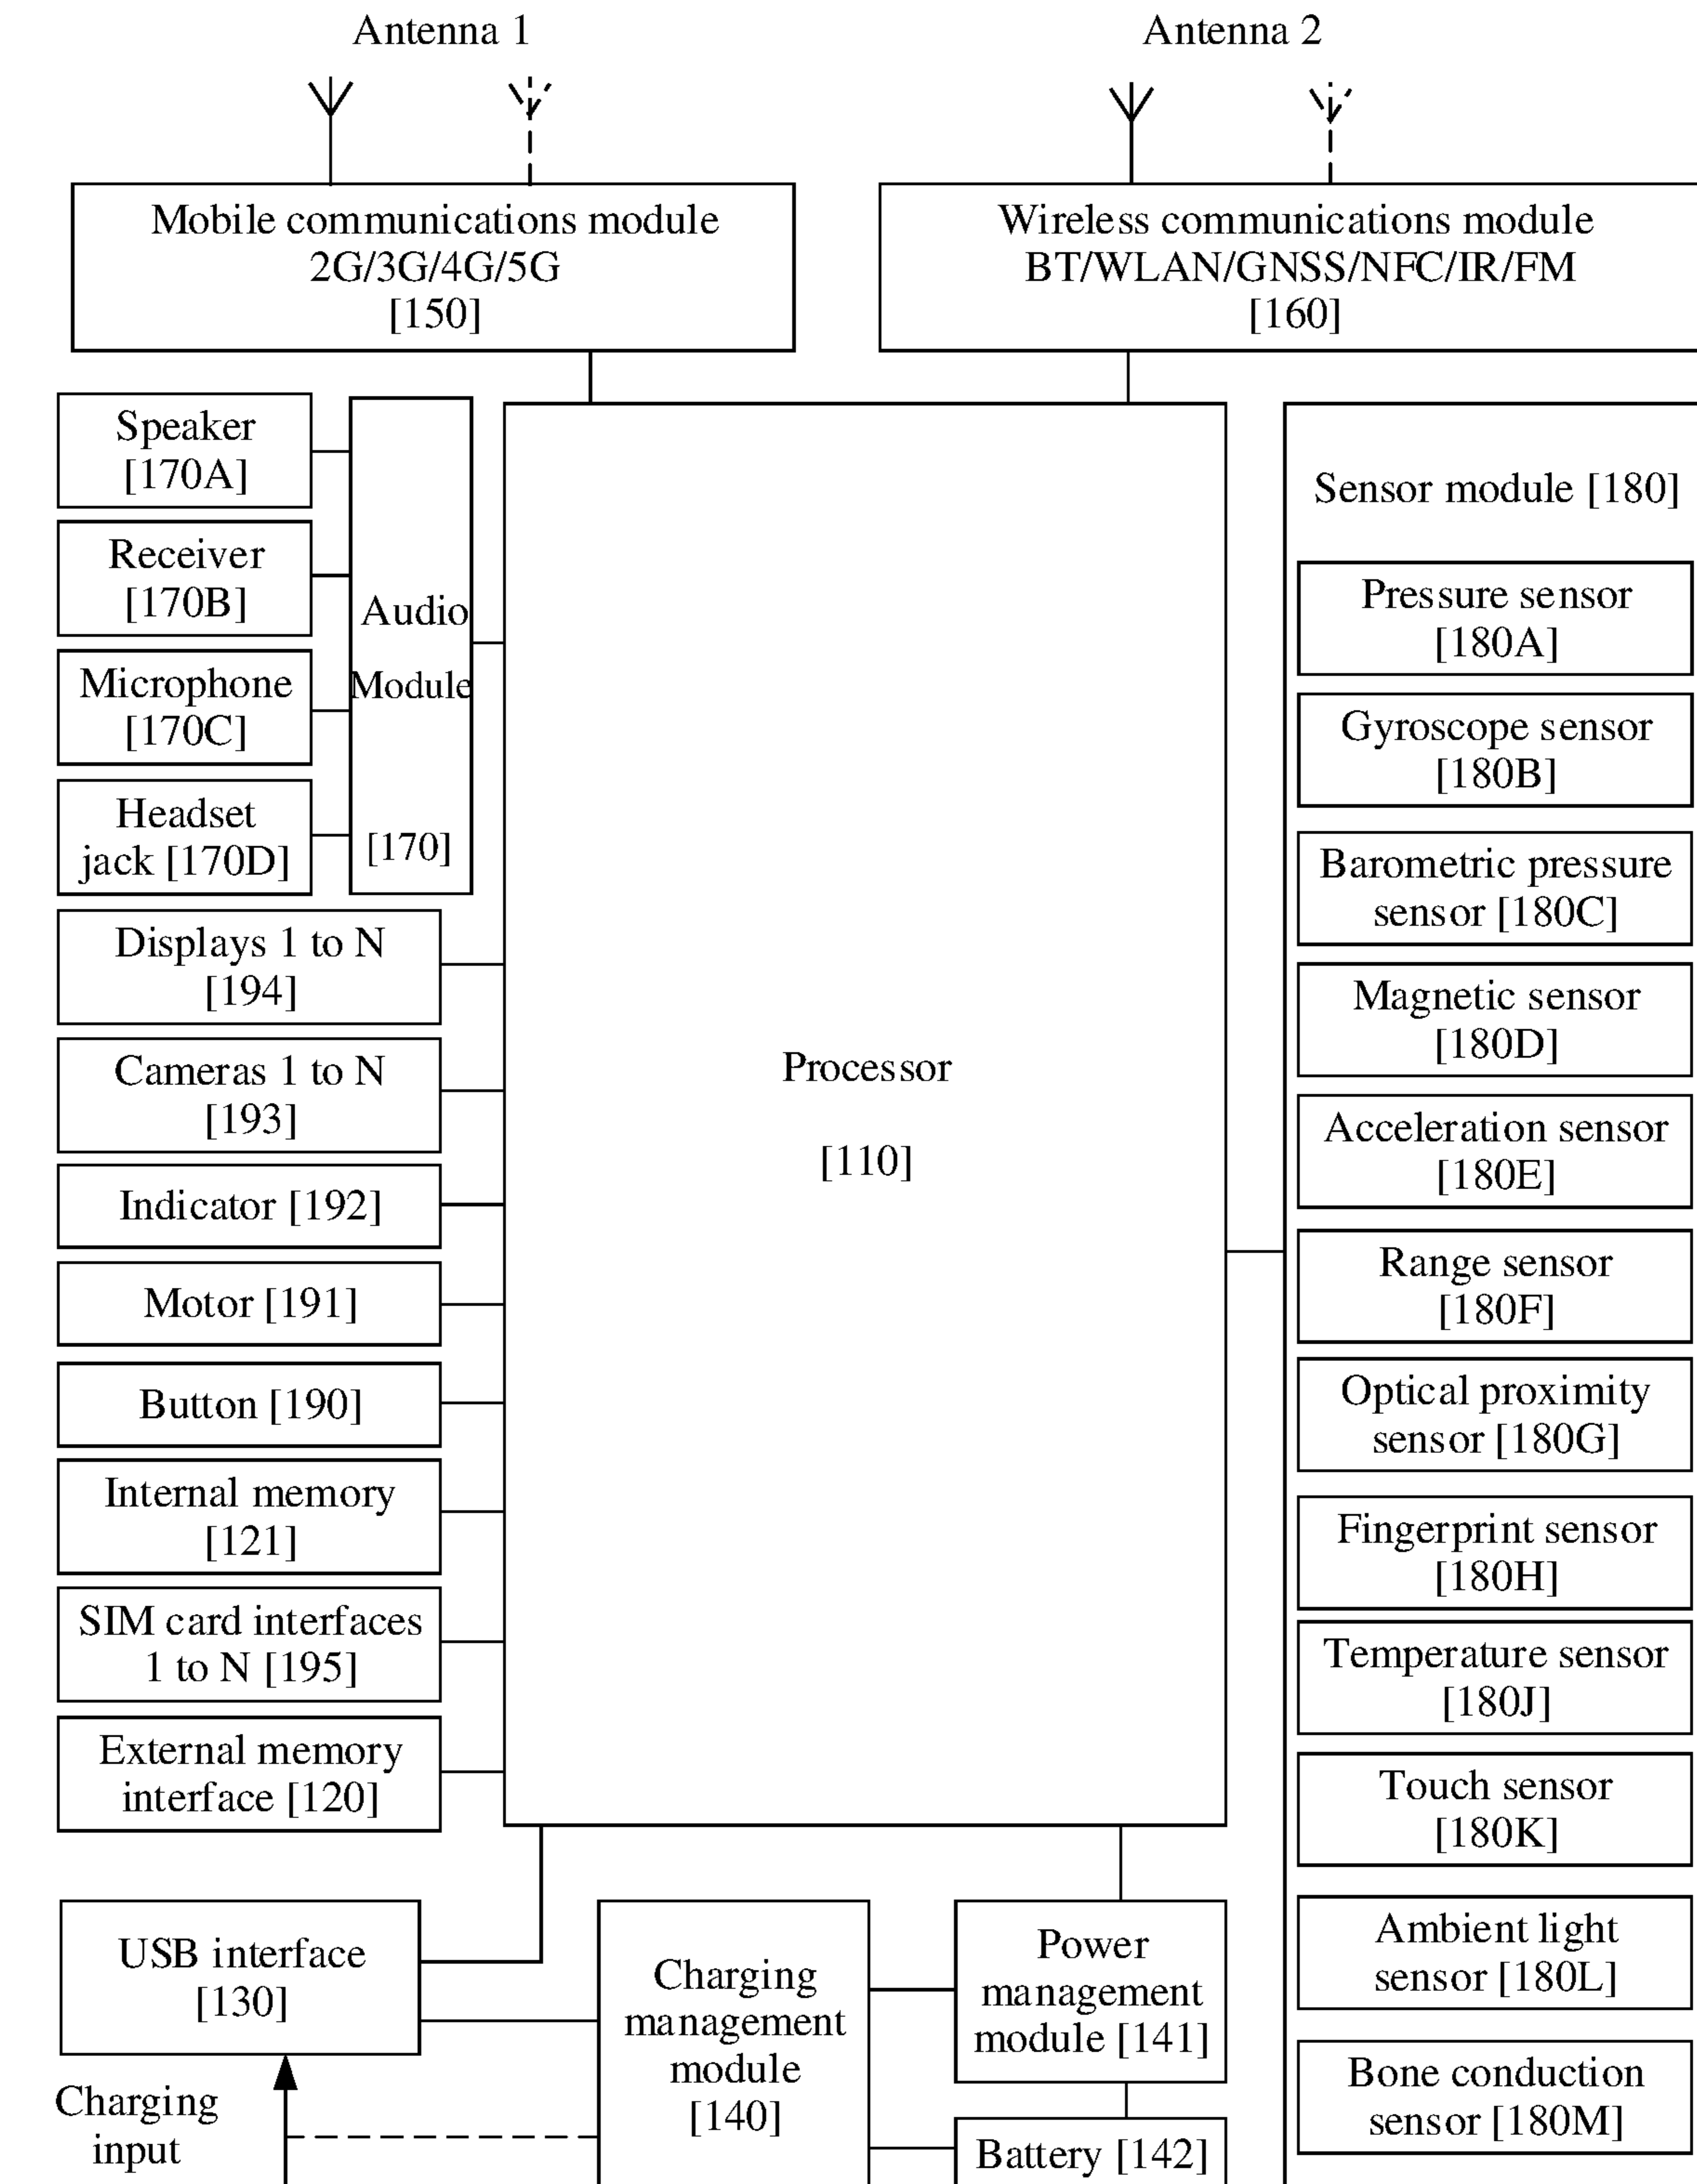 Antenna 1
Antenna 2
Mobile communications module
2G/3G/4G/5G
[150]
Wireless communications module
BT/WLAN/GNSS/NFC/IR/FM
[160]
Speaker
[170A]
Receiver
[170B]
Microphone
[170C]
Headset
jack [170D]
Audio
Module
[170]
Displays 1 to N
[194]
Cameras 1 to N
[193]
Indicator [192]
Motor [191]
Button [190]
Internal memory
[121]
SIM card interfaces
1 to N [195]
External memory
interface [120]
Processor
[110]
Sensor module [180]
Pressure sensor
[180A]
Gyroscope sensor
[180B]
Barometric pressure
sensor [180C]
Magnetic sensor
[180D]
Acceleration sensor
[180E]
Range sensor
[180F]
Optical proximity
sensor [180G]
Fingerprint sensor
[180H]
Temperature sensor
[180J]
Touch sensor
[180K]
Ambient light
sensor [180L]
Bone conduction
sensor [180M]
USB interface
[130]
Charging
input
Charging
management
module
[140]
Power
management
module [141]
Battery [142]